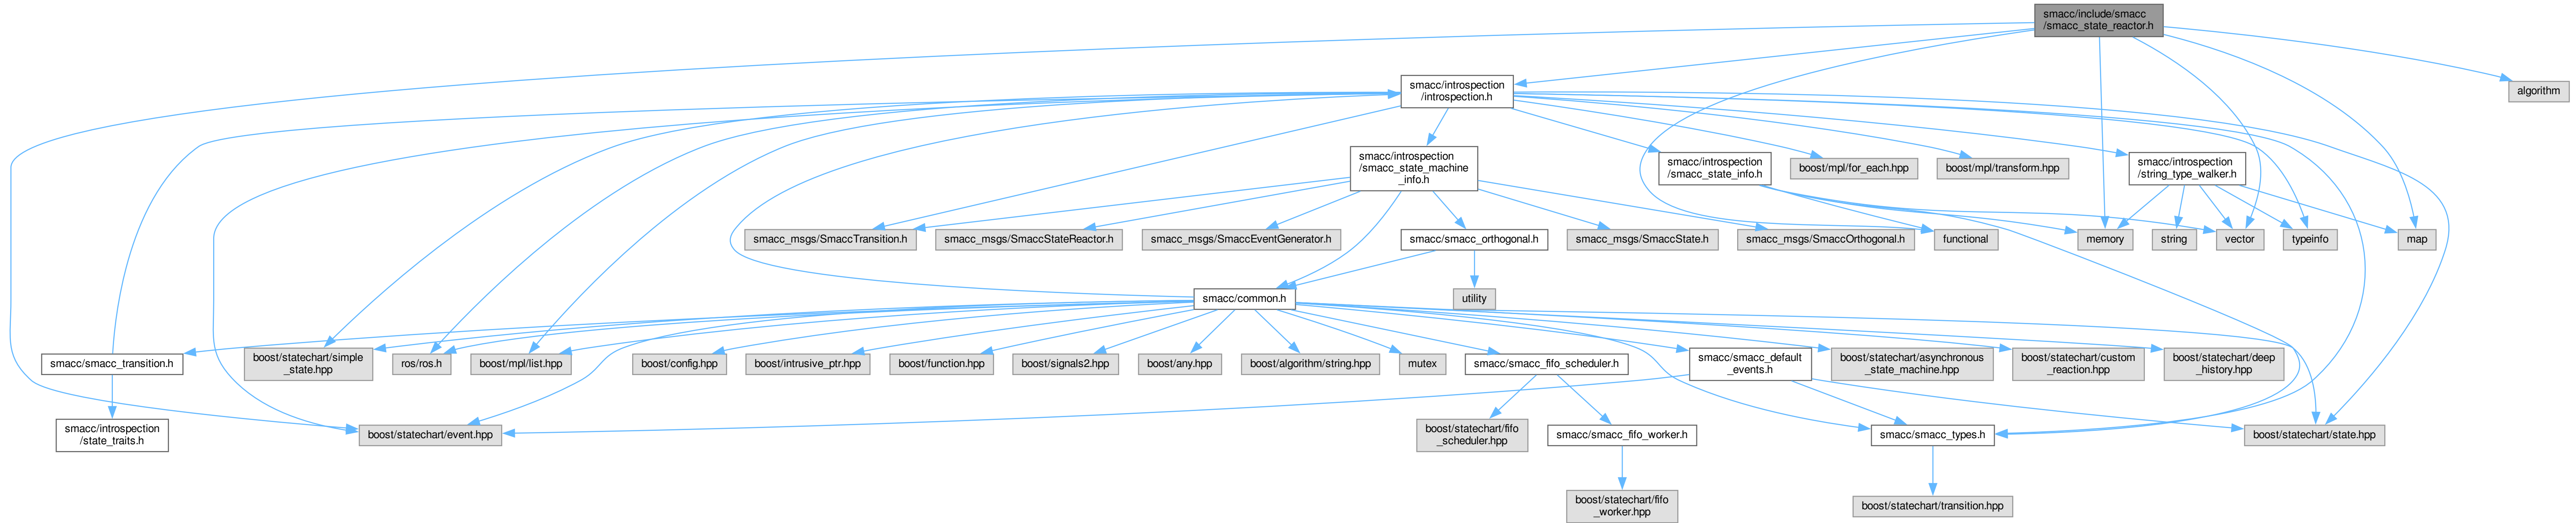 smacc/include/smacc
/smacc_state_reactor.h
algorithm
smacc/introspection
/introspection.h
smacc/introspection
/smacc_state_machine
_info.h
smacc/introspection
/smacc_state_info.h
boost/mpl/for_each.hpp
boost/mpl/transform.hpp
smacc/introspection
/string_type_walker.h
smacc_msgs/SmaccTransition.h
smacc_msgs/SmaccStateReactor.h
smacc_msgs/SmaccEventGenerator.h
smacc/smacc_orthogonal.h
smacc_msgs/SmaccState.h
smacc_msgs/SmaccOrthogonal.h
functional
memory
string
vector
typeinfo
map
smacc/common.h
utility
smacc/smacc_transition.h
boost/statechart/simple
_state.hpp
ros/ros.h
boost/mpl/list.hpp
boost/config.hpp
boost/intrusive_ptr.hpp
boost/function.hpp
boost/signals2.hpp
boost/any.hpp
boost/algorithm/string.hpp
mutex
smacc/smacc_fifo_scheduler.h
smacc/smacc_default
_events.h
boost/statechart/asynchronous
_state_machine.hpp
boost/statechart/custom
_reaction.hpp
boost/statechart/deep
_history.hpp
smacc/introspection
/state_traits.h
boost/statechart/event.hpp
boost/statechart/fifo
_scheduler.hpp
smacc/smacc_fifo_worker.h
smacc/smacc_types.h
boost/statechart/state.hpp
boost/statechart/fifo
_worker.hpp
boost/statechart/transition.hpp